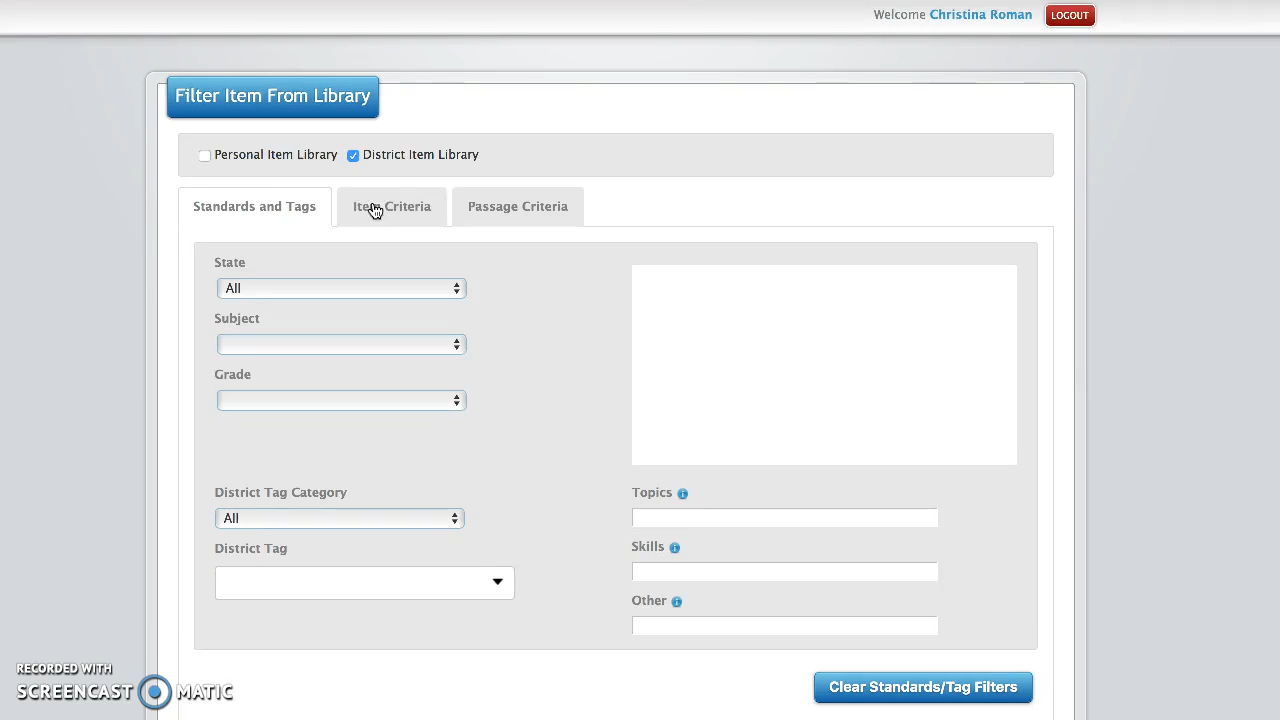 Welcome Christina Roman LOGOUT
Filter Item From Library
Personal Item Library District Item Library
Standards and Tags Item Criteria Passage Criteria
State
All
Subject
Grade
District Tag Category Topics
All
District Tag Skills
Other
RECORDED WITH
SCREENCAST MATIC
Clear Standards/Tag Filters